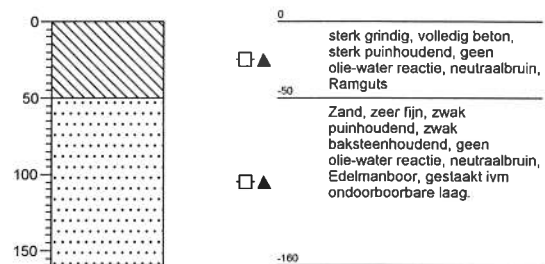 0
0
sterk grindig, volledig beton,
sterk puinhoudend, geen
olie-water reactie, neutraalbruin,
Ramguts
50
-50
Zand, zeer fijn, zwak
puinhoudend, zwak
baksteenhoudend, geen
olie-water reactie, neutraalbruin,
Edelmanboor, gestaakt ivm
ondoorboorbare laag.
100
150
-160